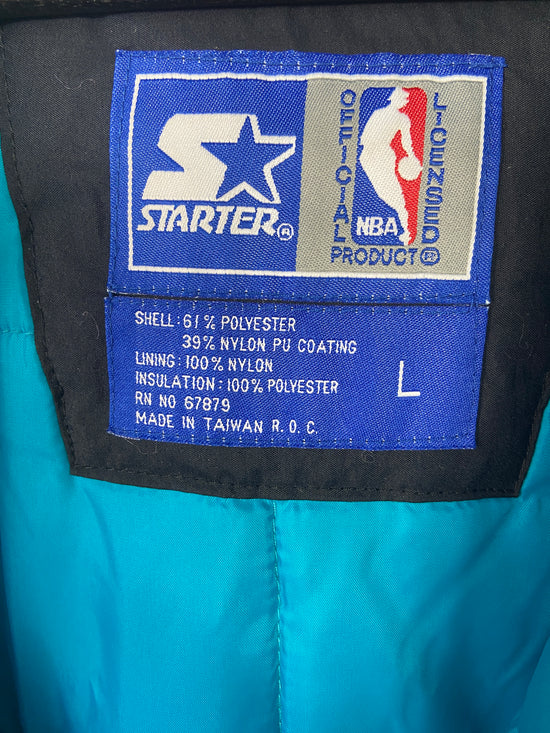 STARTER®
OFFICIAL
LICENSED
NBA
PRODUCT®
SHELL: 61% POLYESTER
39% NYLON PU COATING
LINING: 100% NYLON
INSULATION: 100% POLYESTER
RN NO 67879
MADE IN TAIWAN R.O.C.
L